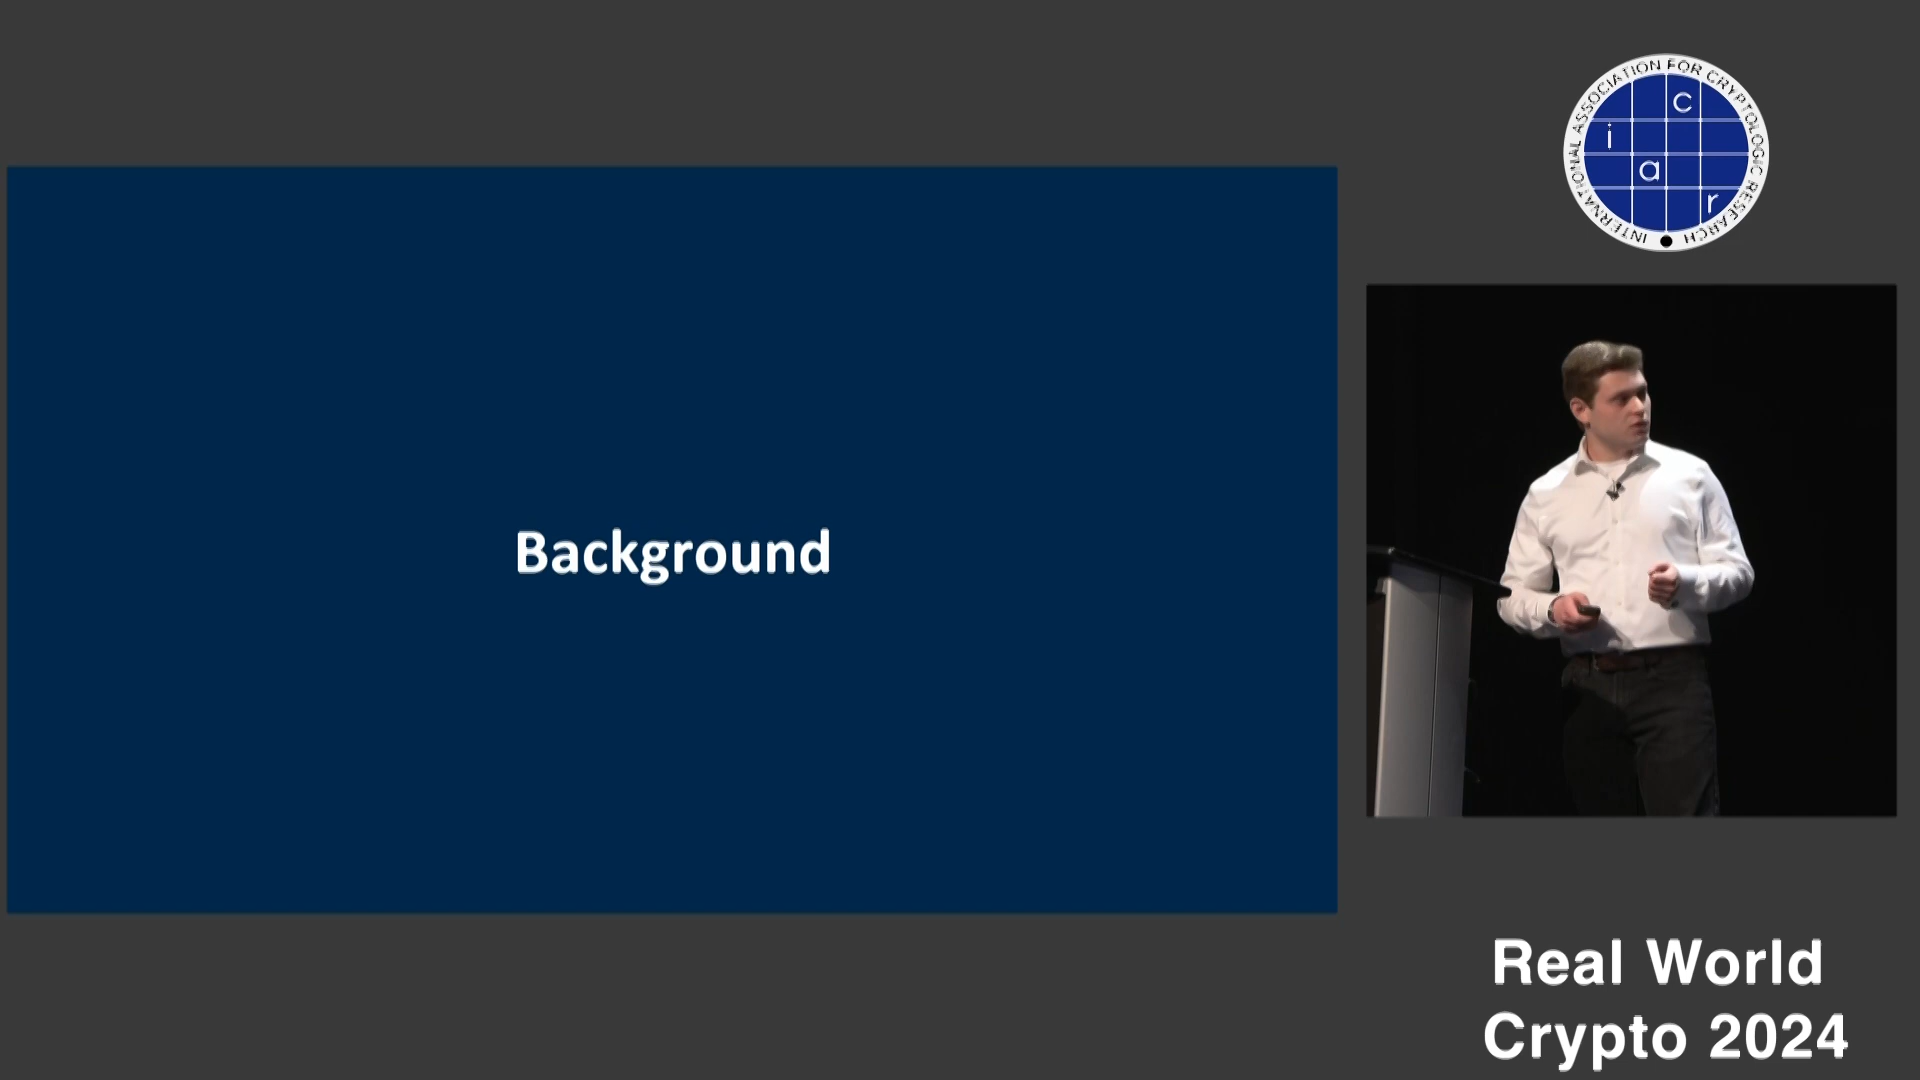 Background
INTERNATIONAL ASSOCIATION FOR CRYPTOLOGIC RESEARCH
i a c r
Real World
Crypto 2024